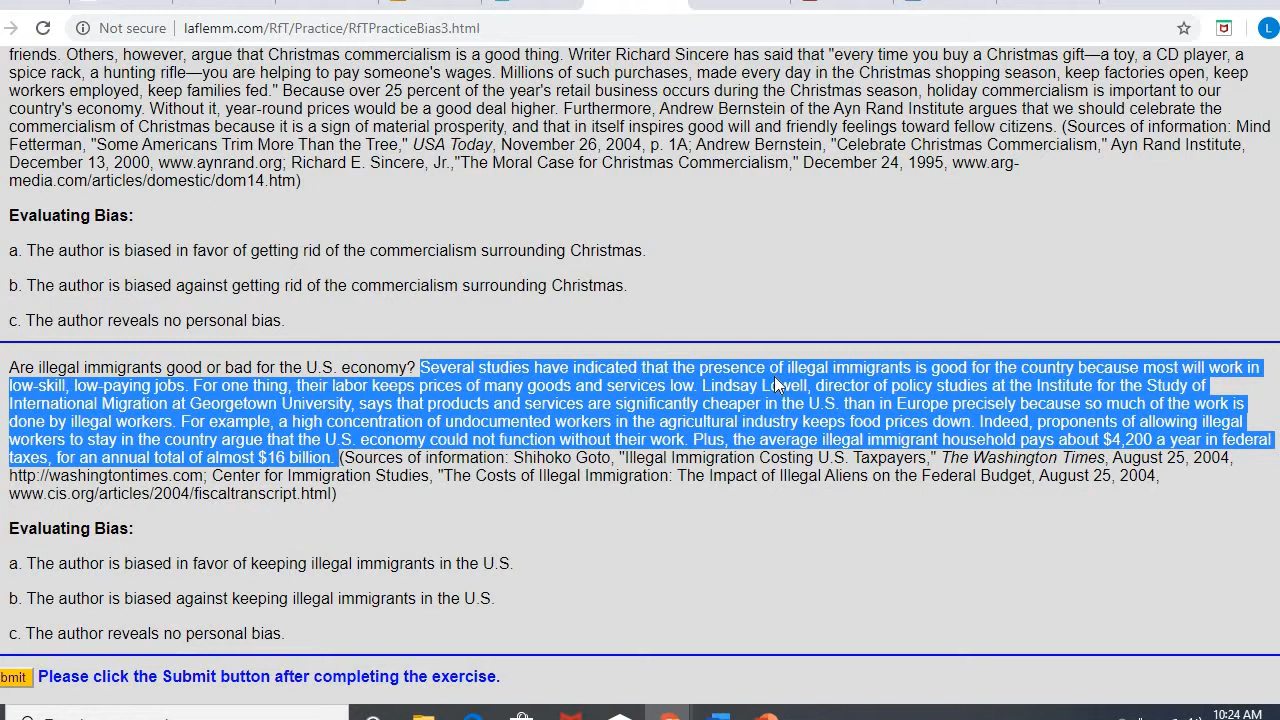 Not secure | laflemm.com/RfT/Practice/RfTPracticeBias3.html
L
friends. Others, however, argue that Christmas commercialism is a good thing. Writer Richard Sincere has said that "every time you buy a Christmas gift—a toy, a CD player, a
spice rack, a hunting rifle—you are helping to pay someone's wages. Millions of such purchases, made every day in the Christmas shopping season, keep factories open, keep
workers employed, keep families fed." Because over 25 percent of the year's retail business occurs during the Christmas season, holiday commercialism is important to our
country's economy. Without it, year-round prices would be a good deal higher. Furthermore, Andrew Bernstein of the Ayn Rand Institute argues that we should celebrate the
commercialism of Christmas because it is a sign of material prosperity, and that in itself inspires good will and friendly feelings toward fellow citizens. (Sources of information: Mind
Fetterman, "Some Americans Trim More Than the Tree," USA Today, November 26, 2004, p. 1A; Andrew Bernstein, "Celebrate Christmas Commercialism," Ayn Rand Institute,
December 13, 2000, www.aynrand.org; Richard E. Sincere, Jr.,"The Moral Case for Christmas Commercialism," December 24, 1995, www.arg-
media.com/articles/domestic/dom14.htm)
Evaluating Bias:
a. The author is biased in favor of getting rid of the commercialism surrounding Christmas.
b. The author is biased against getting rid of the commercialism surrounding Christmas.
c. The author reveals no personal bias.
Are illegal immigrants good or bad for the U.S. economy? Several studies have indicated that the presence of illegal immigrants is good for the country because most will work in
low-skill, low-paying jobs. For one thing, their labor keeps prices of many goods and services low. Lindsay Lowell, director of policy studies at the Institute for the Study of
International Migration at Georgetown University, says that products and services are significantly cheaper in the U.S. than in Europe precisely because so much of the work is
done by illegal workers. For example, a high concentration of undocumented workers in the agricultural industry keeps food prices down. Indeed, proponents of allowing illegal
workers to stay in the country argue that the U.S. economy could not function without their work. Plus, the average illegal immigrant household pays about $4,200 a year in federal
taxes, for an annual total of almost $16 billion. (Sources of information: Shihoko Goto, "Illegal Immigration Costing U.S. Taxpayers," The Washington Times, August 25, 2004,
http://washingtontimes.com; Center for Immigration Studies, "The Costs of Illegal Immigration: The Impact of Illegal Aliens on the Federal Budget, August 25, 2004,
www.cis.org/articles/2004/fiscaltranscript.html)
Evaluating Bias:
a. The author is biased in favor of keeping illegal immigrants in the U.S.
b. The author is biased against keeping illegal immigrants in the U.S.
c. The author reveals no personal bias.
bmit Please click the Submit button after completing the exercise.
10:24 AM